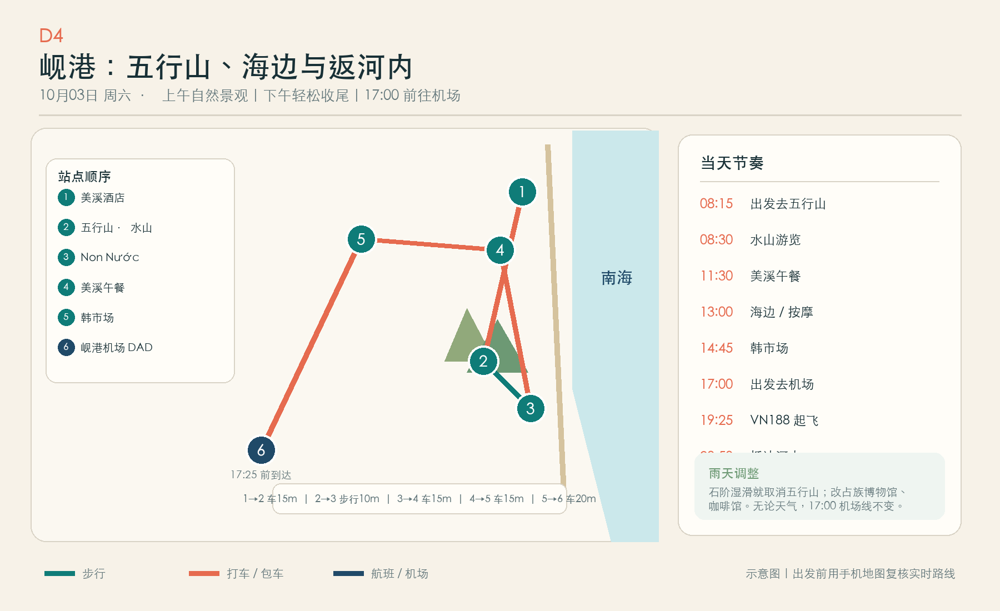 D4
岘港：五行山、海边与返河内
10月03日 周六 · 上午自然景观 | 下午轻松收尾 | 17:00 前往机场
站点顺序
1 美溪酒店
2 五行山 · 水山
3 Non Nước
4 美溪午餐
5 韩市场
6 岘港机场 DAD
1
5
4
南海
2
3
6
17:25 前到达
1→2 车15m | 2→3 步行10m | 3→4 车15m | 4→5 车15m | 5→6 车20m
当天节奏
08:15 出发去五行山
08:30 水山游览
11:30 美溪午餐
13:00 海边 / 按摩
14:45 韩市场
17:00 出发去机场
19:25 VN188 起飞
雨天调整
石阶湿滑就取消五行山；改占族博物馆、
咖啡馆。无论天气，17:00 机场线不变。
步行
打车 / 包车
航班 / 机场
示意图 | 出发前用手机地图复核实时路线